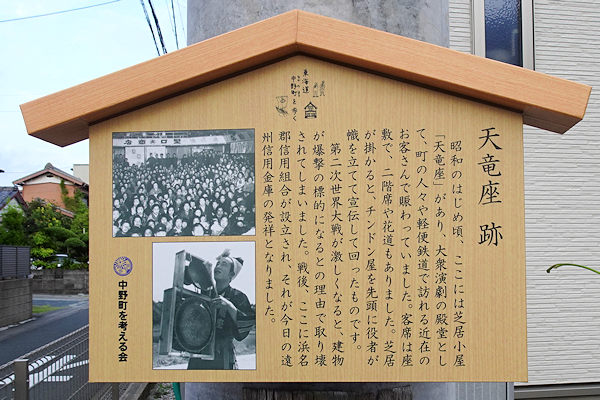 東海道
中野町を歩く
天竜座 跡
昭和のはじめ頃、ここには芝居小屋
「天竜座」があり、大衆演劇の殿堂とし
て、町の人々や軽便鉄道で訪れる近在の
お客さんで賑わっていました。客席は座
敷で、二階席や花道もありました。芝居
が掛かると、チンドン屋を先頭に役者が
幟を立てて宣伝して回ったものです。
第二次世界大戦が激しくなると、建物
が爆撃の標的になるとの理由で取り壊
されてしまいました。戦後、ここに浜名
郡信用組合が設立され、それが今日の遠
州信用金庫の発祥となりました。
中野町を考える会